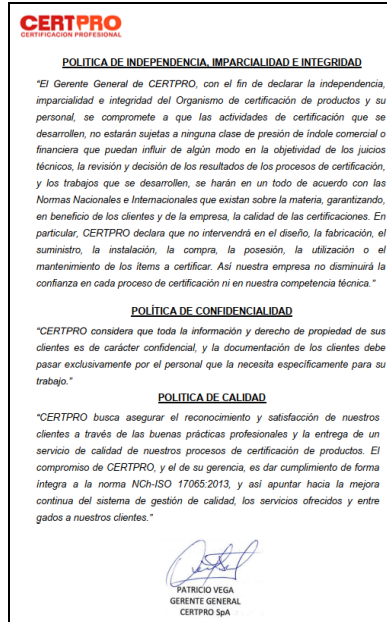 CERTPRO
CERTIFICACION PROFESIONAL
POLITICA DE INDEPENDENCIA, IMPARCIALIDAD E INTEGRIDAD
"El Gerente General de CERTPRO, con el fin de declarar la independencia,
imparcialidad e integridad del Organismo de certificación de productos y su
personal, se compromete a que las actividades de certificación que se
desarrollen, no estarán sujetas a ninguna clase de presión de índole comercial o
financiera que puedan influir de algún modo en la objetividad de los juicios
técnicos, la revisión y decisión de los resultados de los procesos de certificación,
y los trabajos que se desarrollen, se harán en un todo de acuerdo con las
Normas Nacionales e Internacionales que existan sobre la materia, garantizando,
en beneficio de los clientes y de la empresa, la calidad de las certificaciones. En
particular, CERTPRO declara que no intervendrá en el diseño, la fabricación, el
suministro, la instalación, la compra, la posesión, la utilización o el
mantenimiento de los ítems a certificar. Así nuestra empresa no disminuirá la
confianza en cada proceso de certificación ni en nuestra competencia técnica."
POLÍTICA DE CONFIDENCIALIDAD
"CERTPRO considera que toda la información y derecho de propiedad de sus
clientes es de carácter confidencial, y la documentación de los clientes debe
pasar exclusivamente por el personal que la necesita específicamente para su
trabajo."
POLITICA DE CALIDAD
"CERTPRO busca asegurar el reconocimiento y satisfacción de nuestros
clientes a través de las buenas prácticas profesionales y la entrega de un
servicio de calidad de nuestros procesos de certificación de productos. El
compromiso de CERTPRO, y el de su gerencia, es dar cumplimiento de forma
íntegra a la norma NCh-ISO 17065:2013, y así apuntar hacia la mejora
continua del sistema de gestión de calidad, los servicios ofrecidos y entre
gados a nuestros clientes."
PATRICIO VEGA
GERENTE GENERAL
CERTPRO SpA